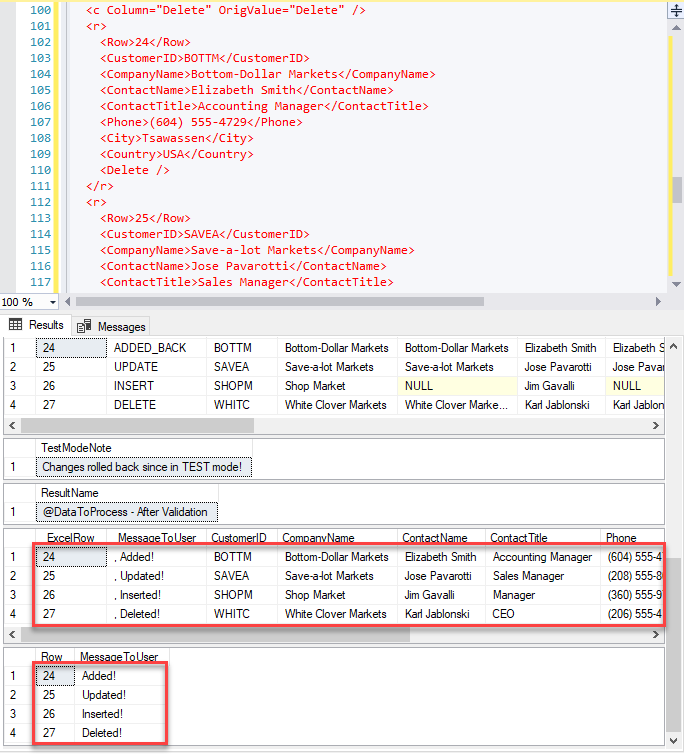 100 <c Column="Delete" OrigValue="Delete" />
101 <r>
102 <Row>24</Row>
103 <CustomerID>BOTTM</CustomerID>
104 <CompanyName>Bottom-Dollar Markets</CompanyName>
105 <ContactName>Elizabeth Smith</ContactName>
106 <ContactTitle>Accounting Manager</ContactTitle>
107 <Phone>(604) 555-4729</Phone>
108 <City>Tsawassen</City>
109 <Country>USA</Country>
110 <Delete />
111 </r>
112 <r>
113 <Row>25</Row>
114 <CustomerID>SAVEA</CustomerID>
115 <CompanyName>Save-a-lot Markets</CompanyName>
116 <ContactName>Jose Pavarotti</ContactName>
117 <ContactTitle>Sales Manager</ContactTitle>
100 %
Results Messages
1 24 ADDED_BACK BOTTM Bottom-Dollar Markets Bottom-Dollar Markets Elizabeth Smith Elizabeth S
2 25 UPDATE SAVEA Save-a-lot Markets Save-a-lot Markets Jose Pavarotti Jose Pavar
3 26 INSERT SHOPM Shop Market NULL Jim Gavalli NULL
4 27 DELETE WHITC White Clover Markets White Clover Marke... Karl Jablonski Karl Jablon
TestModeNote
1 Changes rolled back since in TEST mode!
ResultName
1 @DataToProcess - After Validation
ExcelRow MessageToUser CustomerID CompanyName ContactName ContactTitle Phone
1 24 , Added! BOTTM Bottom-Dollar Markets Elizabeth Smith Accounting Manager (604) 555-4
2 25 , Updated! SAVEA Save-a-lot Markets Jose Pavarotti Sales Manager (208) 555-8
3 26 , Inserted! SHOPM Shop Market Jim Gavalli Manager (360) 555-9
4 27 , Deleted! WHITC White Clover Markets Karl Jablonski CEO (206) 555-4
Row MessageToUser
1 24 Added!
2 25 Updated!
3 26 Inserted!
4 27 Deleted!